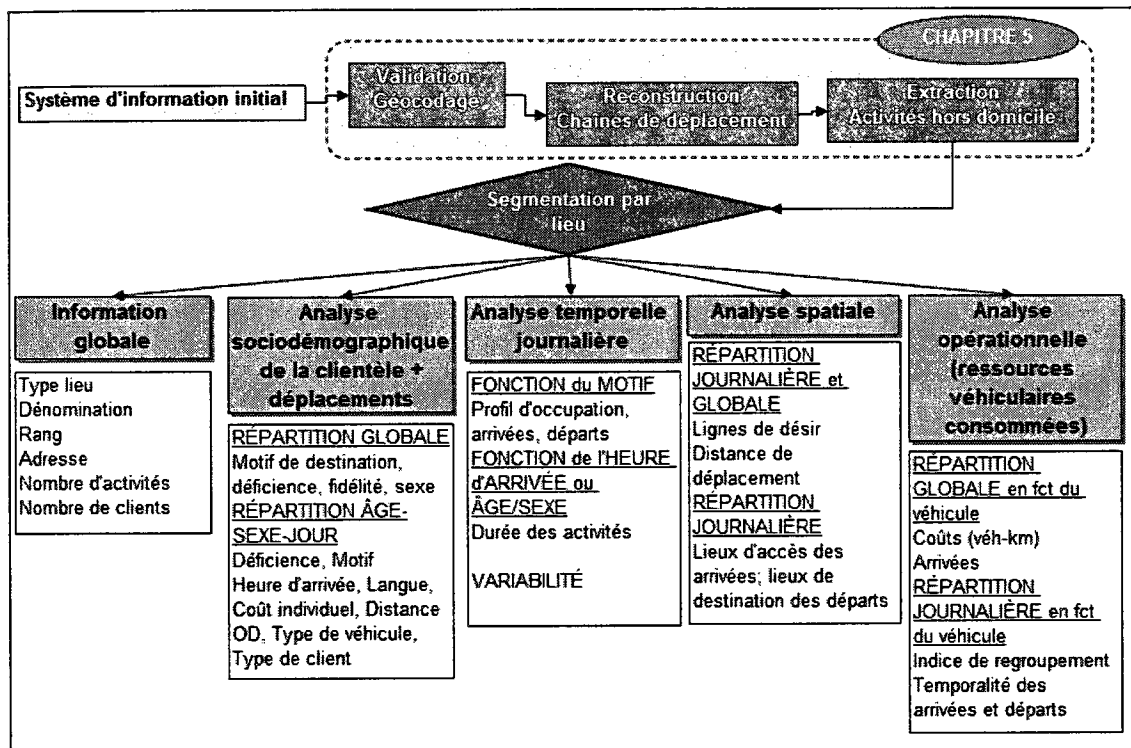 CHAPITRE 5
Système d'information initial
Validation
Géocodage
Reconstruction
Chaînes de déplacement
Extraction
Activités hors domicile
Segmentation par
lieu
Information
globale
Type lieu
Dénomination
Rang
Adresse
Nombre d'activités
Nombre de clients
Analyse
sociodémographique
de la clientèle +
déplacements
RÉPARTITION GLOBALE
Motif de destination,
déficience, fidélité, sexe
RÉPARTITION ÂGE-
SEXE-JOUR
Déficience, Motif
Heure d'arrivée, Langue,
Coût individuel, Distance
OD, Type de véhicule,
Type de client
Analyse temporelle
journalière
FONCTION du MOTIF
Profil d'occupation,
arrivées, départs
FONCTION de l'HEURE
d'ARRIVÉE ou
ÂGE/SEXE
Durée des activités
VARIABILITÉ
Analyse spatiale
RÉPARTITION
JOURNALIÈRE et
GLOBALE
Lignes de désir
Distance de
déplacement
RÉPARTITION
JOURNALIÈRE
Lieux d'accès des
arrivées; lieux de
destination des départs
Analyse
opérationnelle
(ressources
véhiculaires
consommées)
RÉPARTITION
GLOBALE en fct du
véhicule
Coûts (véh-km)
Arrivées
RÉPARTITION
JOURNALIÈRE en fct
du véhicule
Indice de regroupement
Temporalité des
arrivées et départs